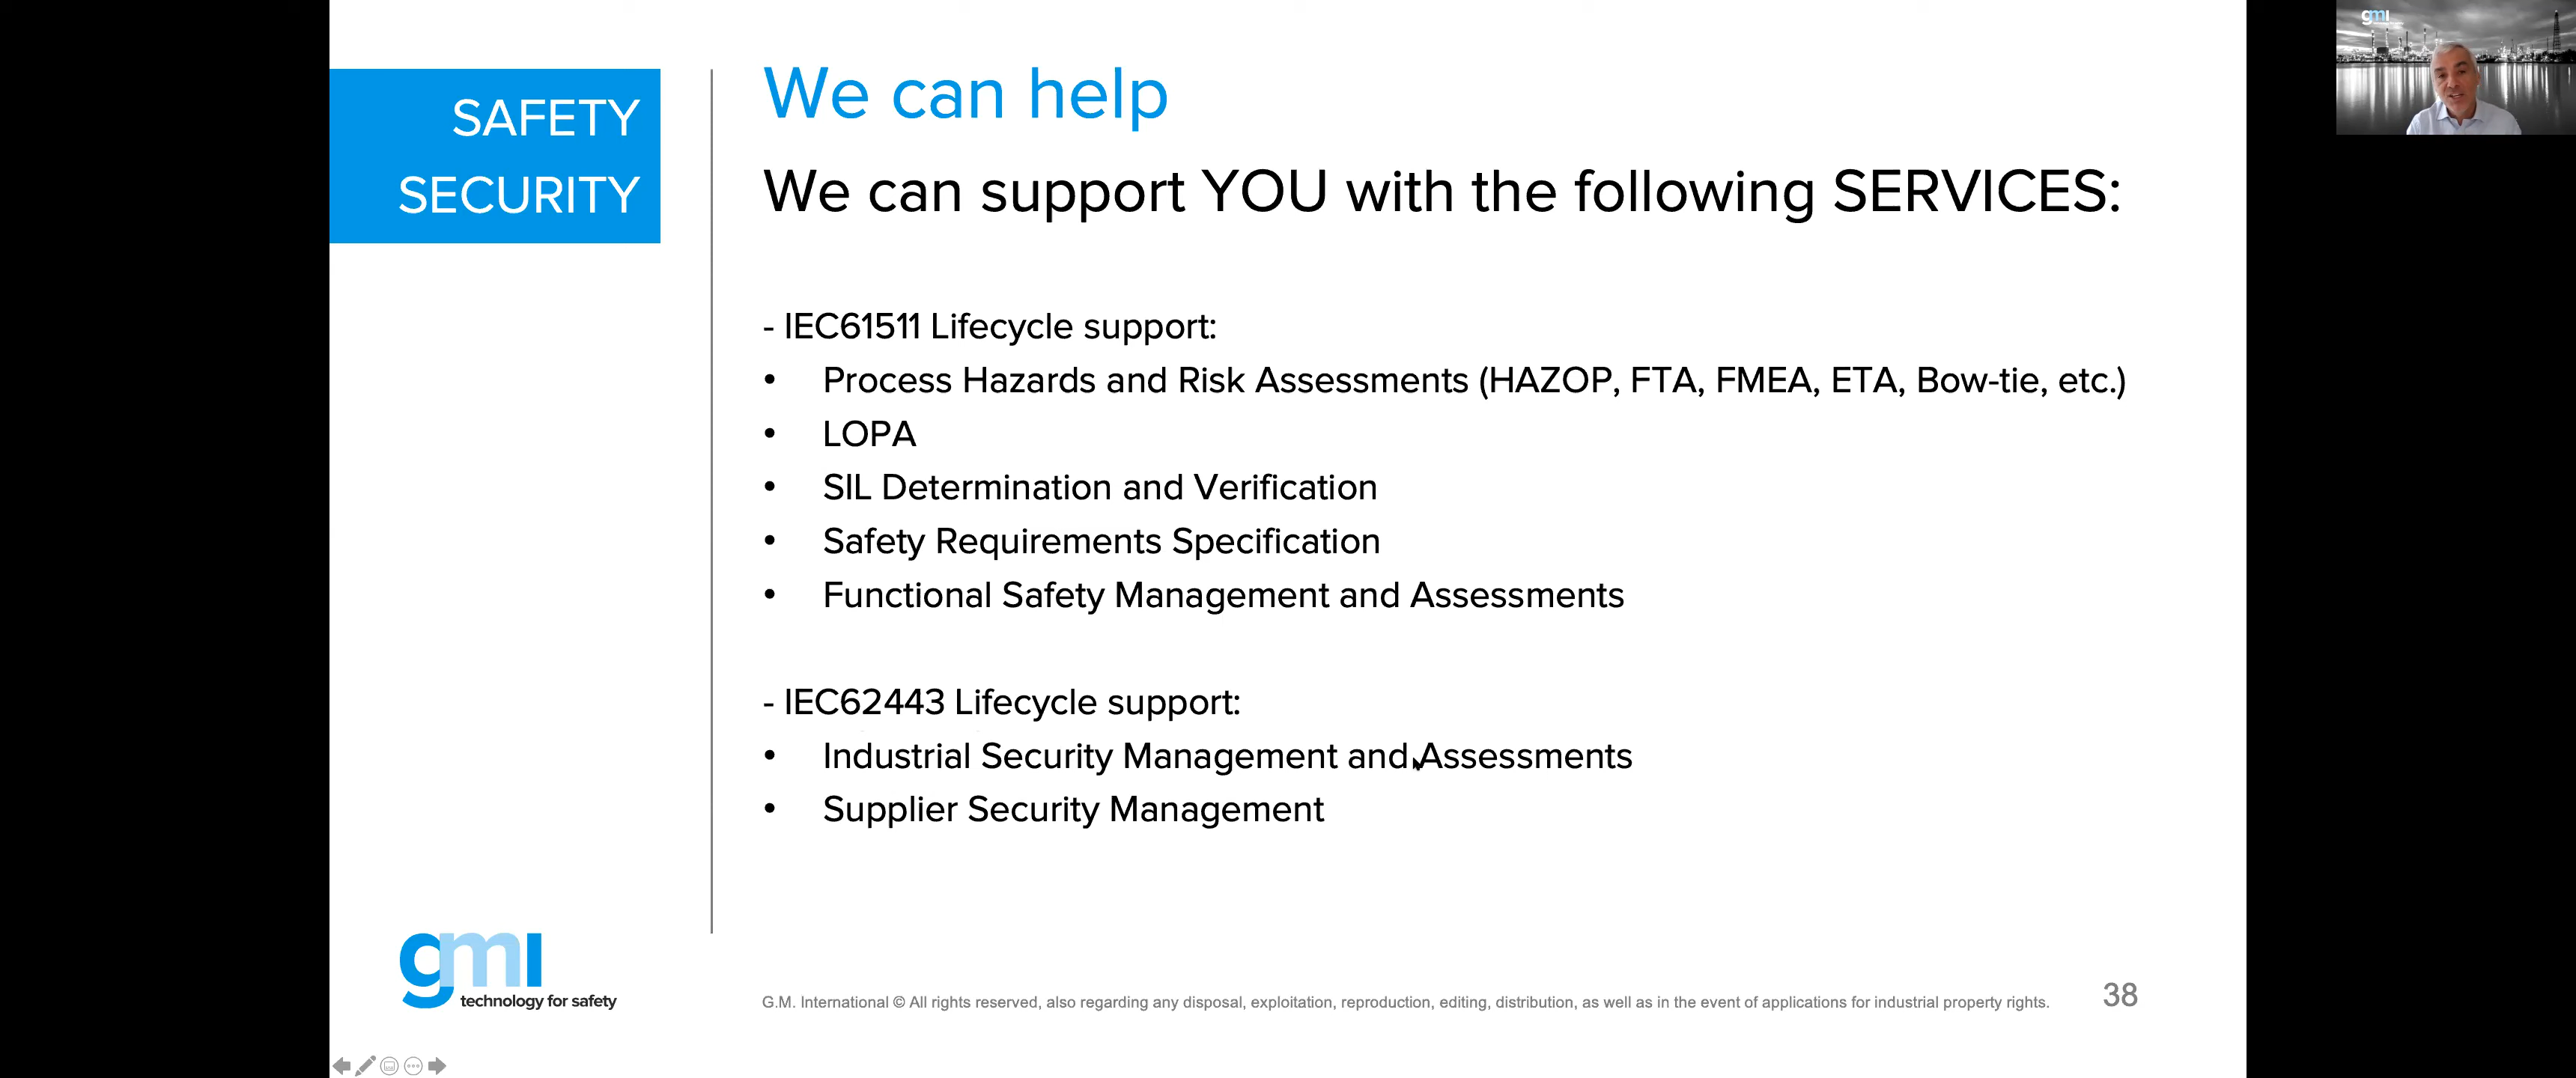 SAFETY
SECURITY
We can help
We can support YOU with the following SERVICES:
- IEC61511 Lifecycle support:
• Process Hazards and Risk Assessments (HAZOP, FTA, FMEA, ETA, Bow-tie, etc.)
• LOPA
• SIL Determination and Verification
• Safety Requirements Specification
• Functional Safety Management and Assessments
- IEC62443 Lifecycle support:
• Industrial Security Management and Assessments
• Supplier Security Management
gmi
technology for safety
G.M. International © All rights reserved, also regarding any disposal, exploitation, reproduction, editing, distribution, as well as in the event of applications for industrial property rights.
38
gmi